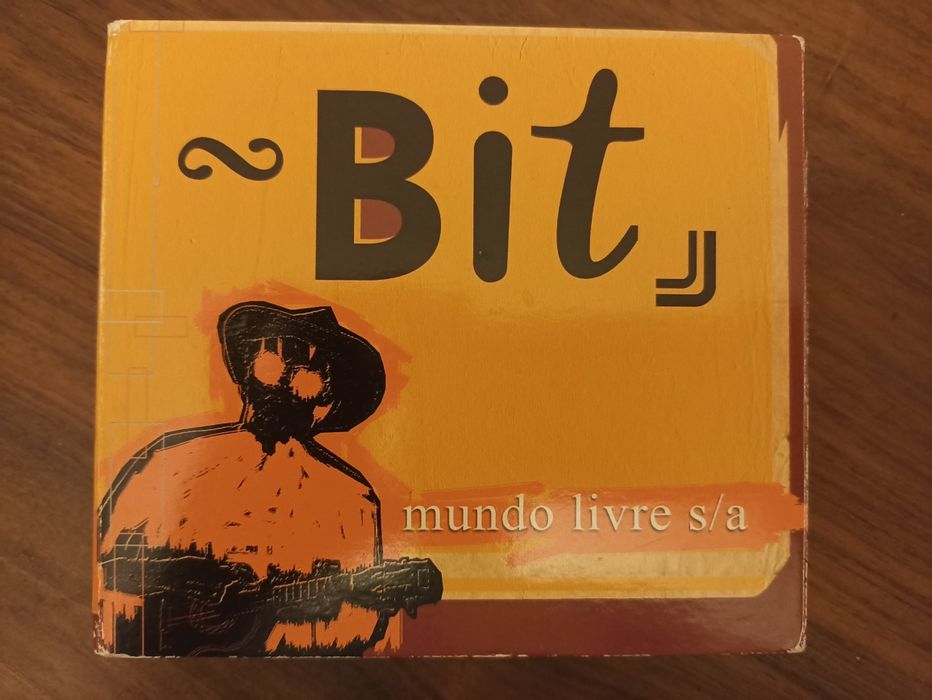 ~Bit
mundo livre s/a